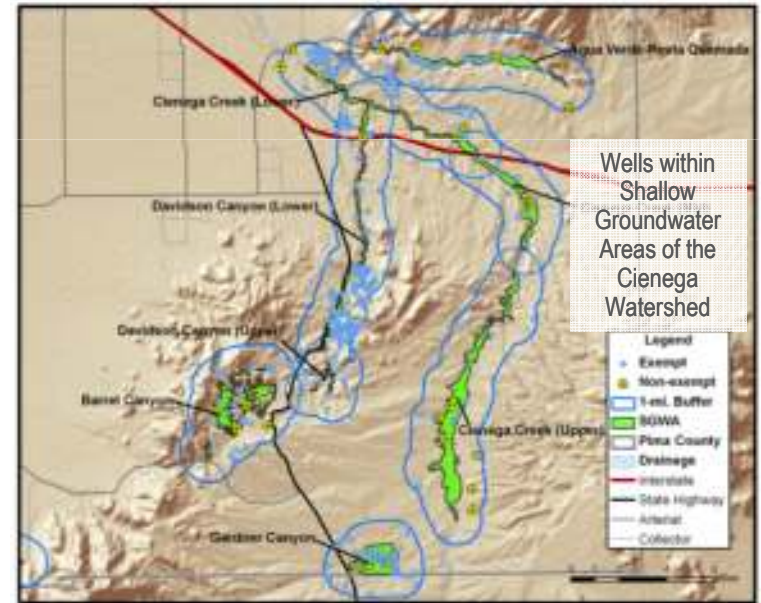 Agua Verde-Posta Quemada
Cienega Creek (Lower)
Wells within
Shallow
Groundwater
Areas of the
Cienega
Watershed
Davidson Canyon (Lower)
Davidson Canyon (Upper)
Barrel Canyon
Cienega Creek (Upper)
Gardner Canyon
Legend
Exempt
Non-exempt
1-mi. Buffer
SGWA
Pima County
Drainage
Interstate
State Highway
Arterial
Collector